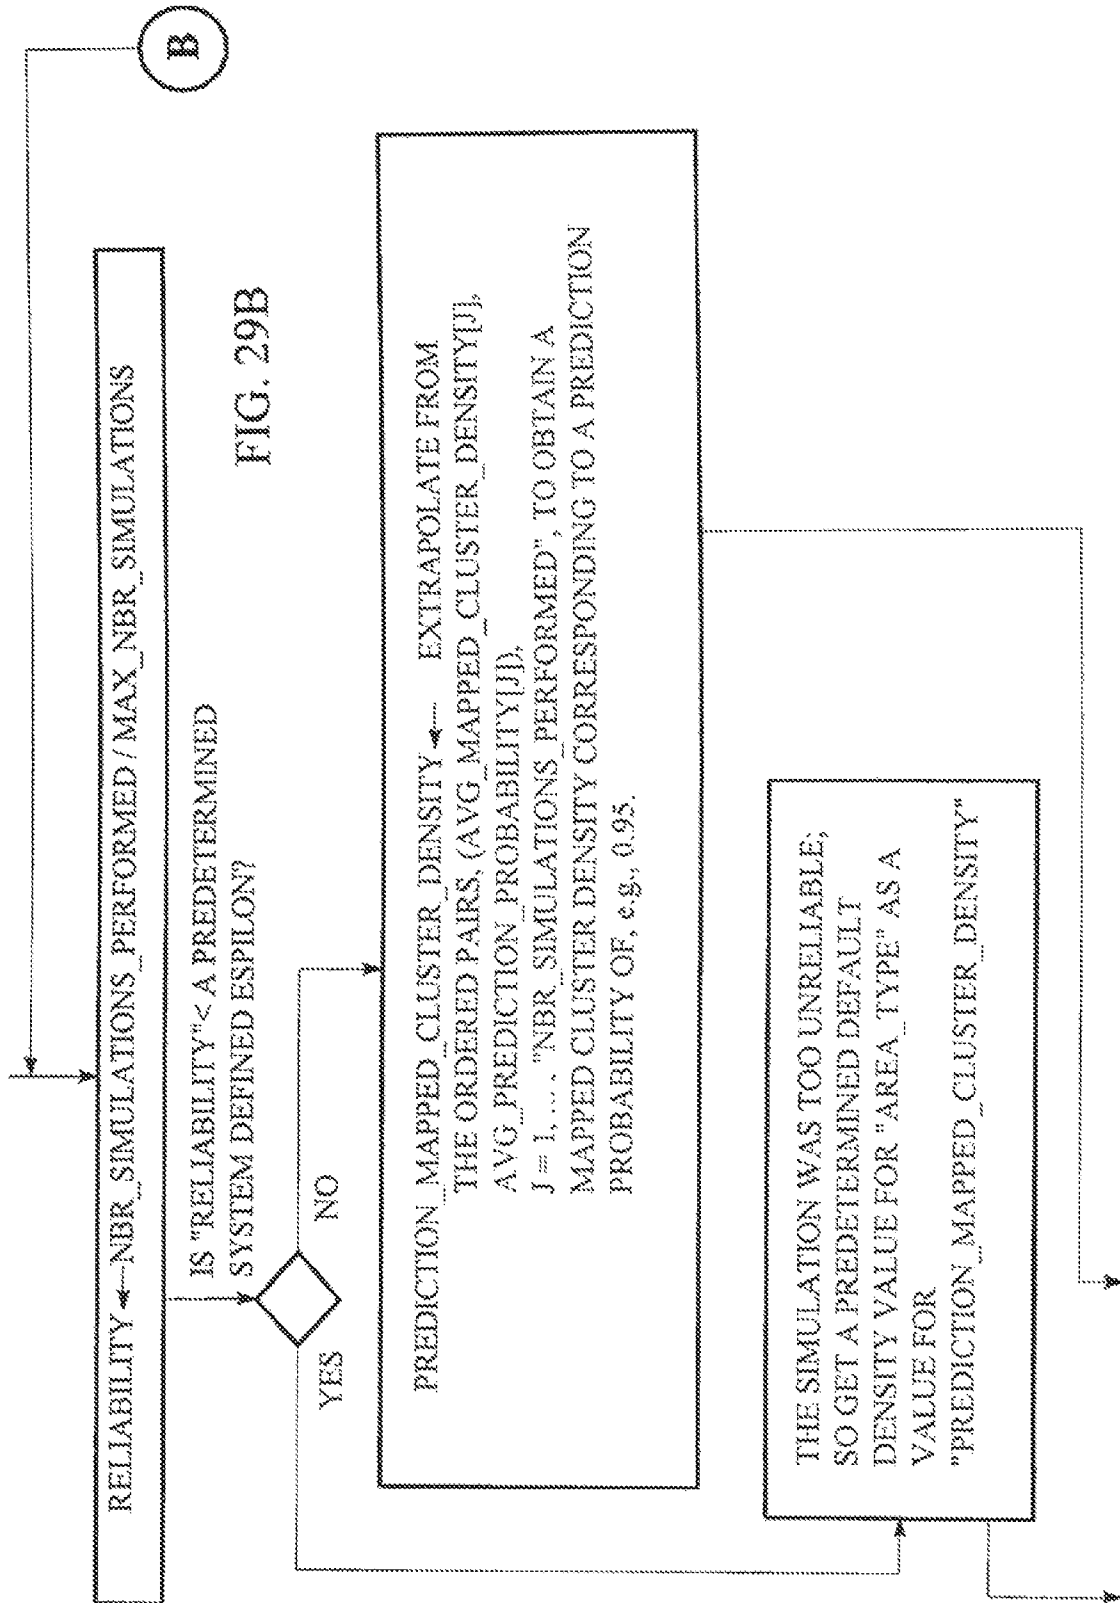 B
RELIABILITY ← NBR_SIMULATIONS_PERFORMED / MAX_NBR_SIMULATIONS
IS "RELIABILITY"< A PREDETERMINED
SYSTEM DEFINED ESPILON?
FIG. 29B
YES
NO
PREDICTION_MAPPED_CLUSTER_DENSITY ← EXTRAPOLATE FROM
THE ORDERED PAIRS, (AVG_MAPPED_CLUSTER_DENSITY[J],
AVG_PREDICTION_PROBABILITY[J]),
J = 1, ... "NBR_SIMULATIONS_PERFORMED", TO OBTAIN A
MAPPED CLUSTER DENSITY CORRESPONDING TO A PREDICTION
PROBABILITY OF, e.g., 0.95.
THE SIMULATION WAS TOO UNRELIABLE;
SO GET A PREDETERMINED DEFAULT
DENSITY VALUE FOR "AREA_TYPE" AS A
VALUE FOR
"PREDICTION_MAPPED_CLUSTER_DENSITY"